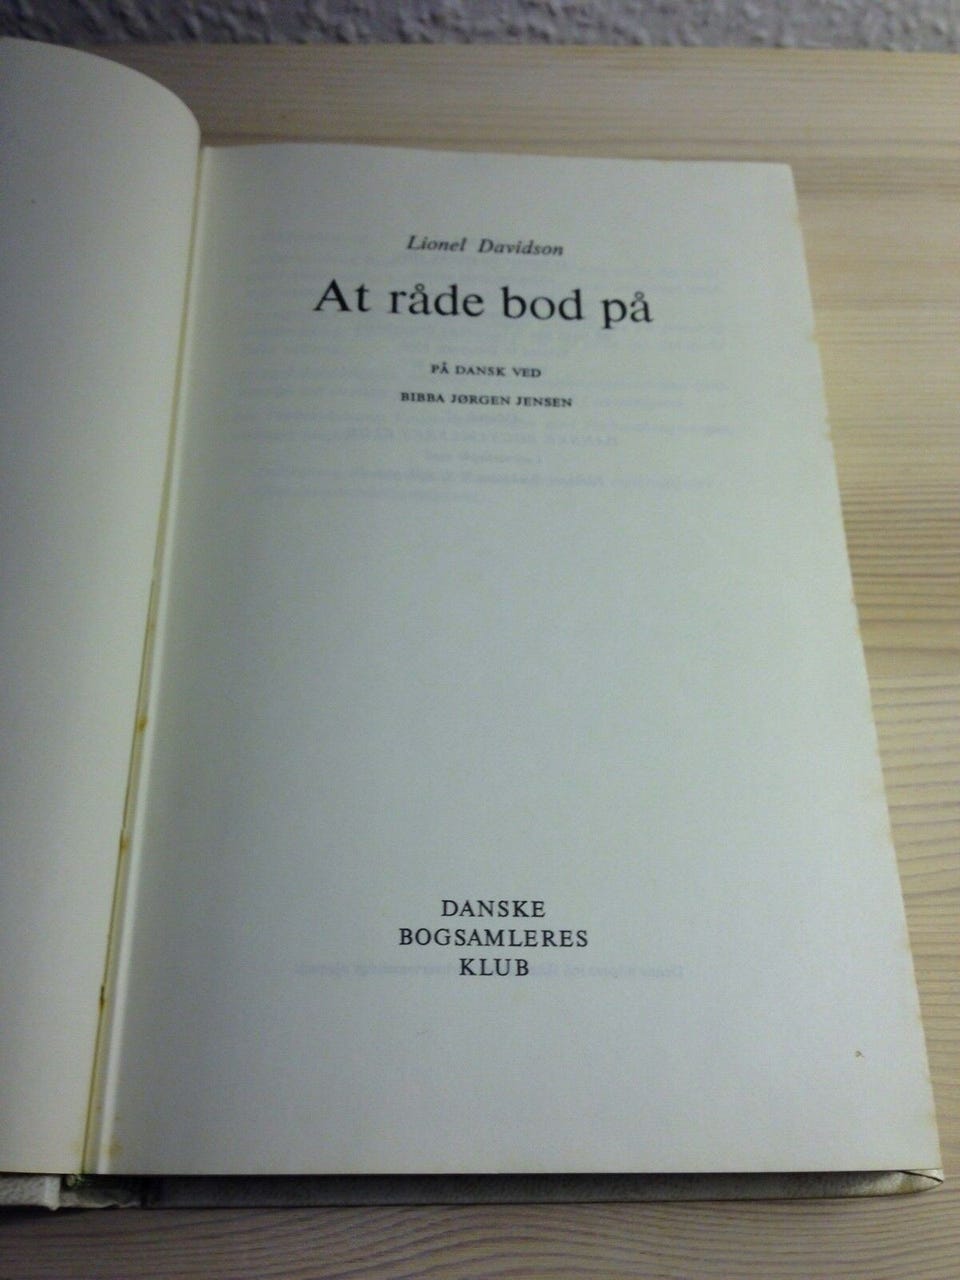 Lionel Davidson
At råde bod på
PÅ DANSK VED
BIBBA JØRGEN JENSEN
DANSKE
BOGSAMLERES
KLUB